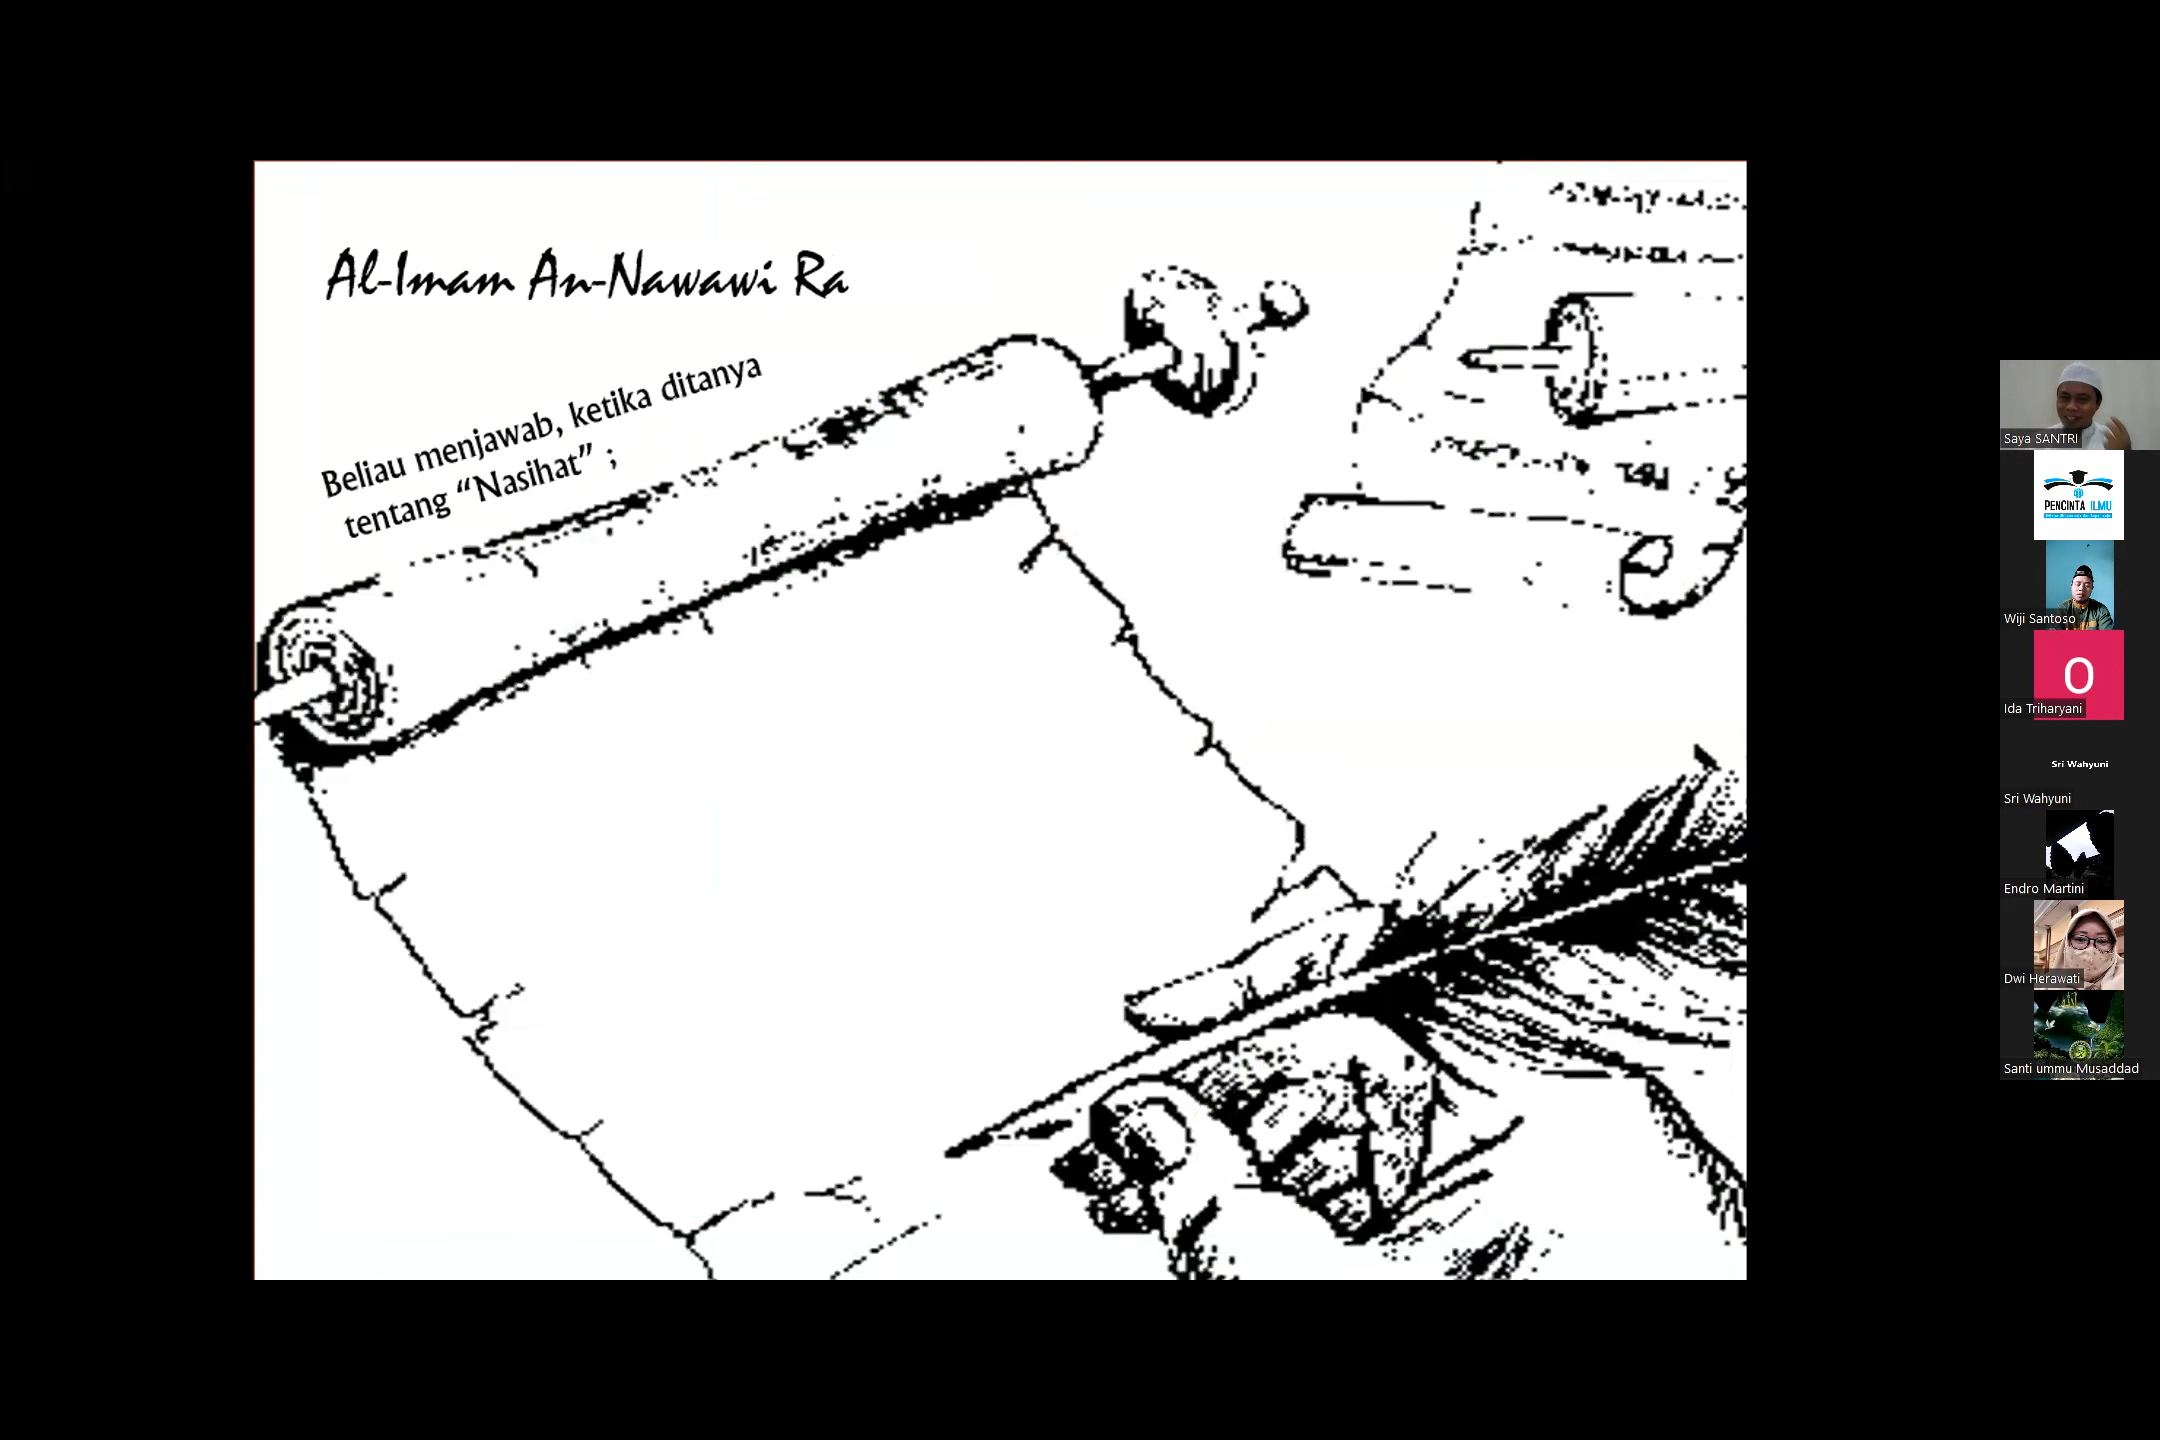 Al-Imam An-Nawawi Ra
Beliau menjawab, ketika ditanya
tentang “Nasihat” ;
Saya SANTRI
PENCINTA ILMU
Wiji Santoso
O
Ida Triharyani
Sri Wahyuni
Sri Wahyuni
Endro Martini
Dwi Herawati
Santi ummu Musaddad